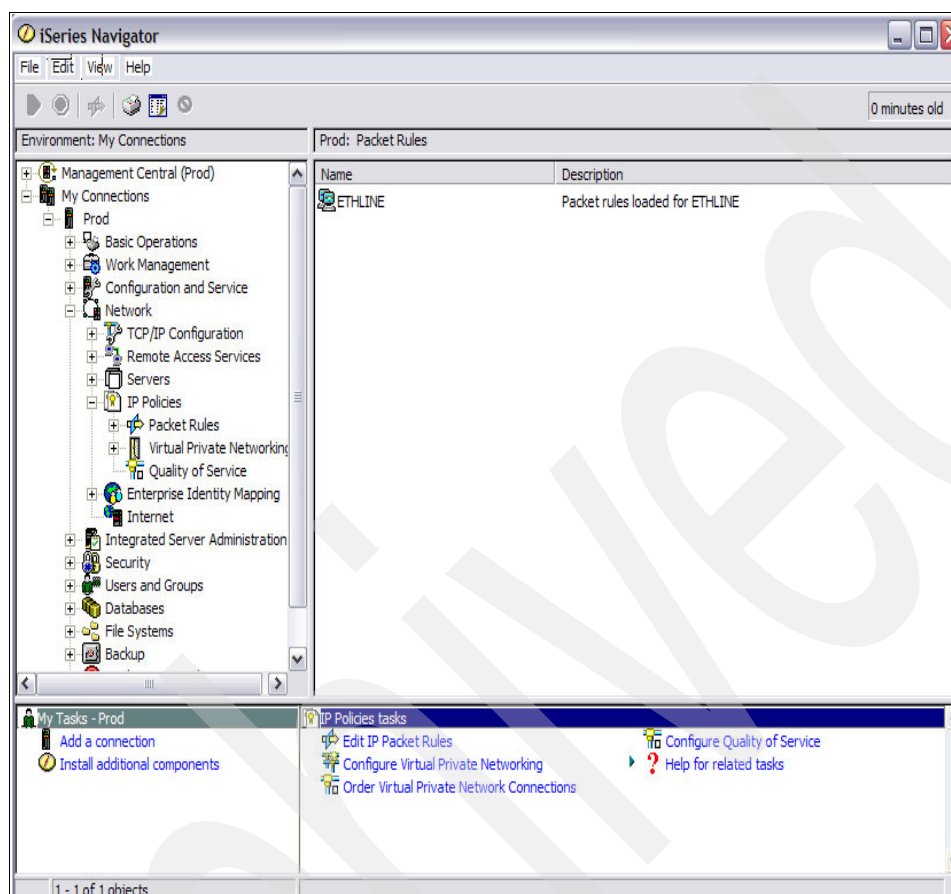 iSeries Navigator
File Edit View Help
0 minutes old
Environment: My Connections
Prod: Packet Rules
Management Central (Prod)
My Connections
Prod
Basic Operations
Work Management
Configuration and Service
Network
TCP/IP Configuration
Remote Access Services
Servers
IP Policies
Packet Rules
Virtual Private Networking
Quality of Service
Enterprise Identity Mapping
Internet
Integrated Server Administration
Security
Users and Groups
Databases
File Systems
Backup
Name Description
ETHLINE Packet rules loaded for ETHLINE
My Tasks - Prod
Add a connection
Install additional components
IP Policies tasks
Edit IP Packet Rules
Configure Virtual Private Networking
Order Virtual Private Network Connections
Configure Quality of Service
? Help for related tasks
1 - 1 of 1 objects